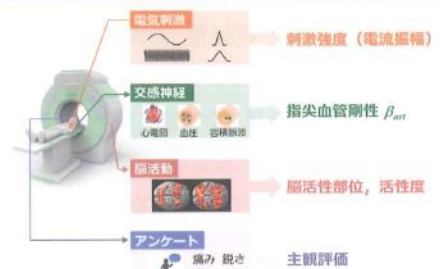 電気刺激
刺激強度（電流振幅）
交感神経
心電図 血圧 容積脈波
指尖血管剛性 βart
脳活動
脳活性部位，活性度
アンケート
痛み 鋭さ
主観評価